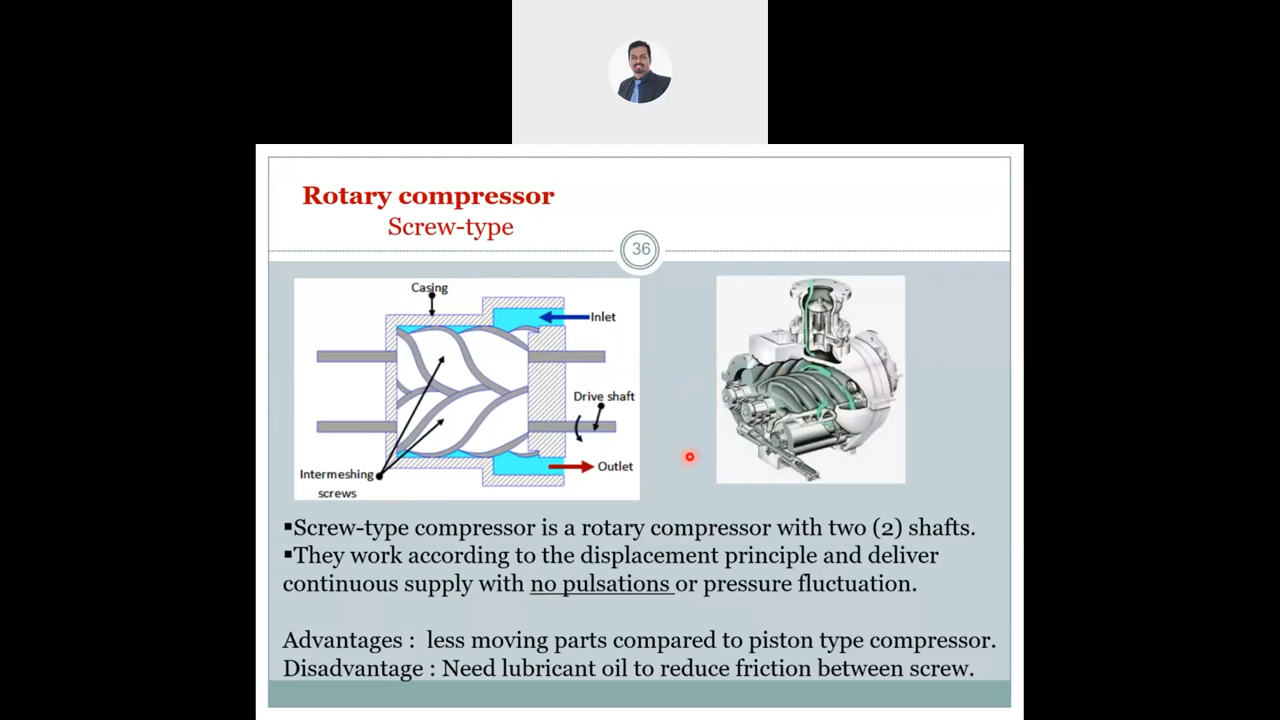 Rotary compressor
Screw-type
36
Casing
Inlet
Drive shaft
Outlet
Intermeshing
screws
▪Screw-type compressor is a rotary compressor with two (2) shafts.
▪They work according to the displacement principle and deliver
continuous supply with no pulsations or pressure fluctuation.
Advantages : less moving parts compared to piston type compressor.
Disadvantage : Need lubricant oil to reduce friction between screw.